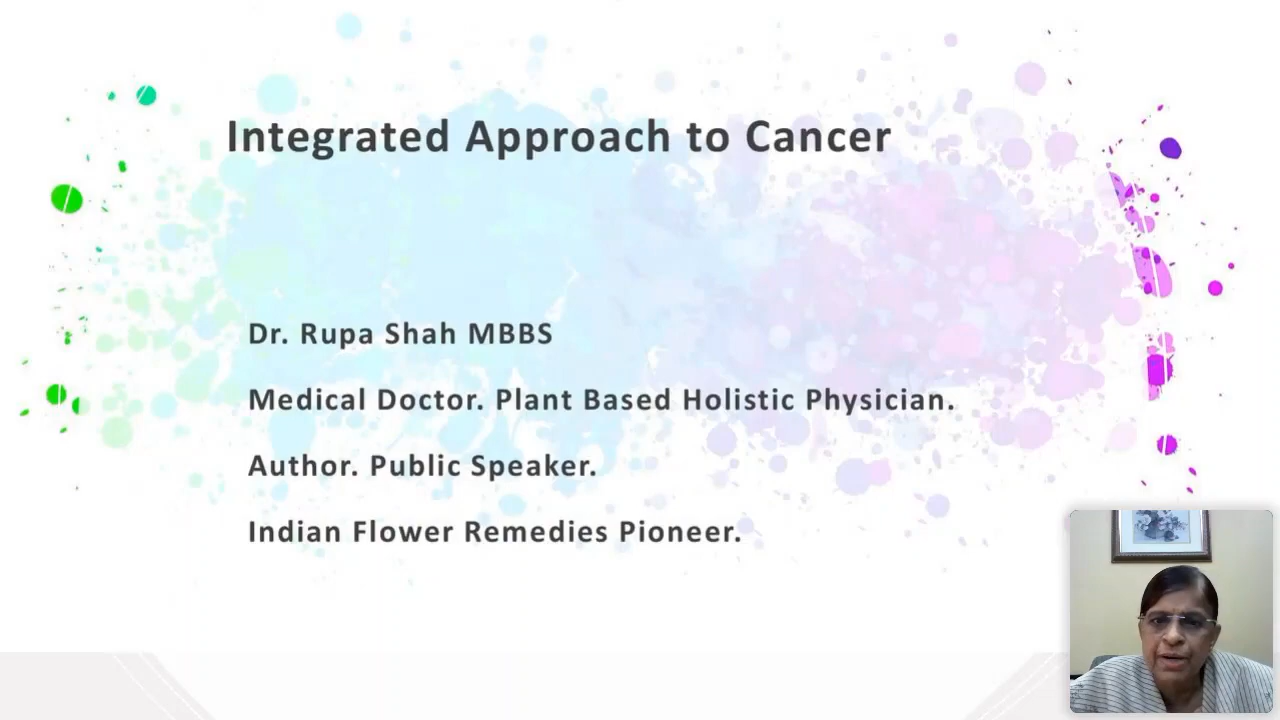 Integrated Approach to Cancer
Dr. Rupa Shah MBBS
Medical Doctor. Plant Based Holistic Physician.
Author. Public Speaker.
Indian Flower Remedies Pioneer.